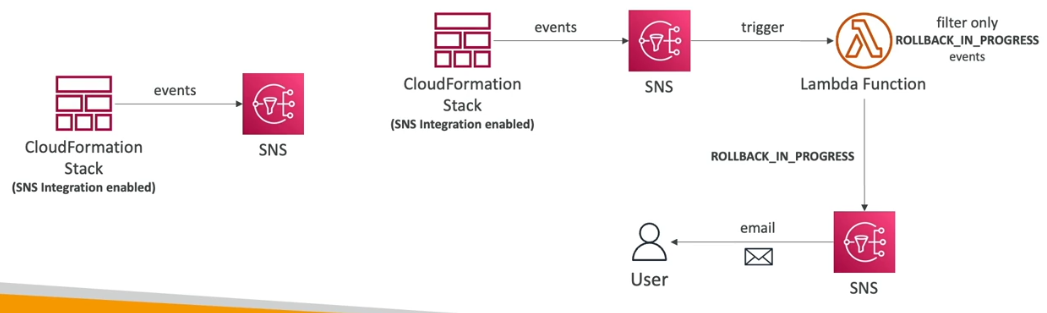 events
CloudFormation
Stack
(SNS Integration enabled)
SNS
events
CloudFormation
Stack
(SNS Integration enabled)
SNS
trigger
Lambda Function
filter only
ROLLBACK_IN_PROGRESS
events
ROLLBACK_IN_PROGRESS
SNS
email
User